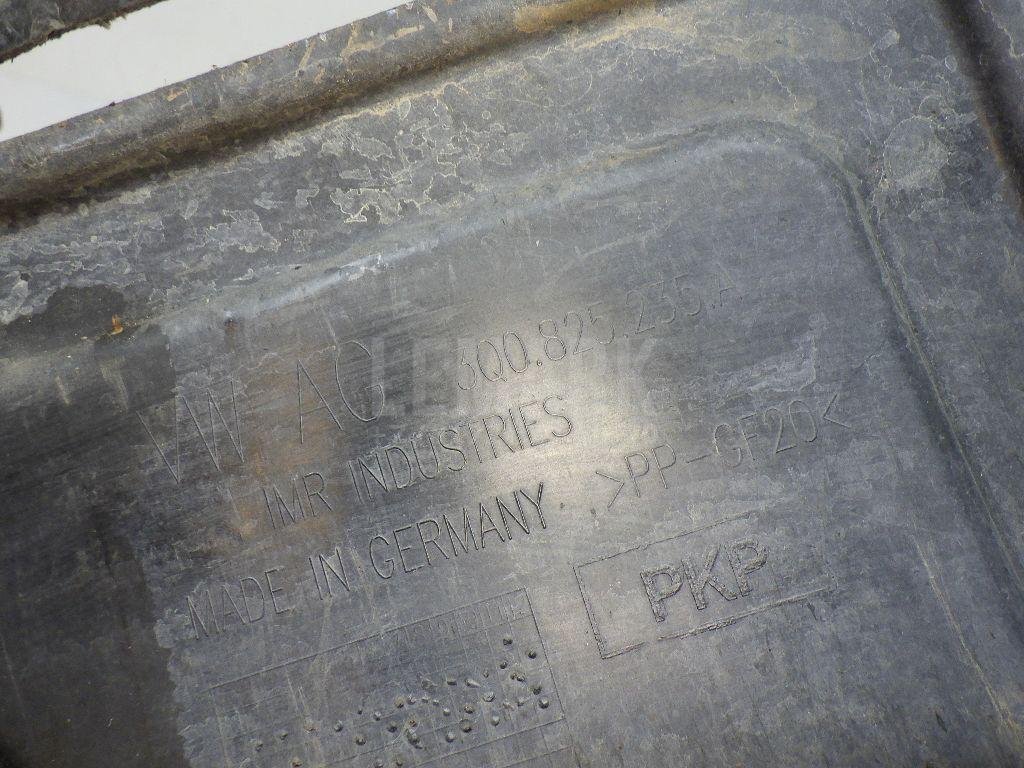 VW AG 3Q0.825.235.A
IMR INDUSTRIES
MADE IN GERMANY >PP-GF20<
PKP